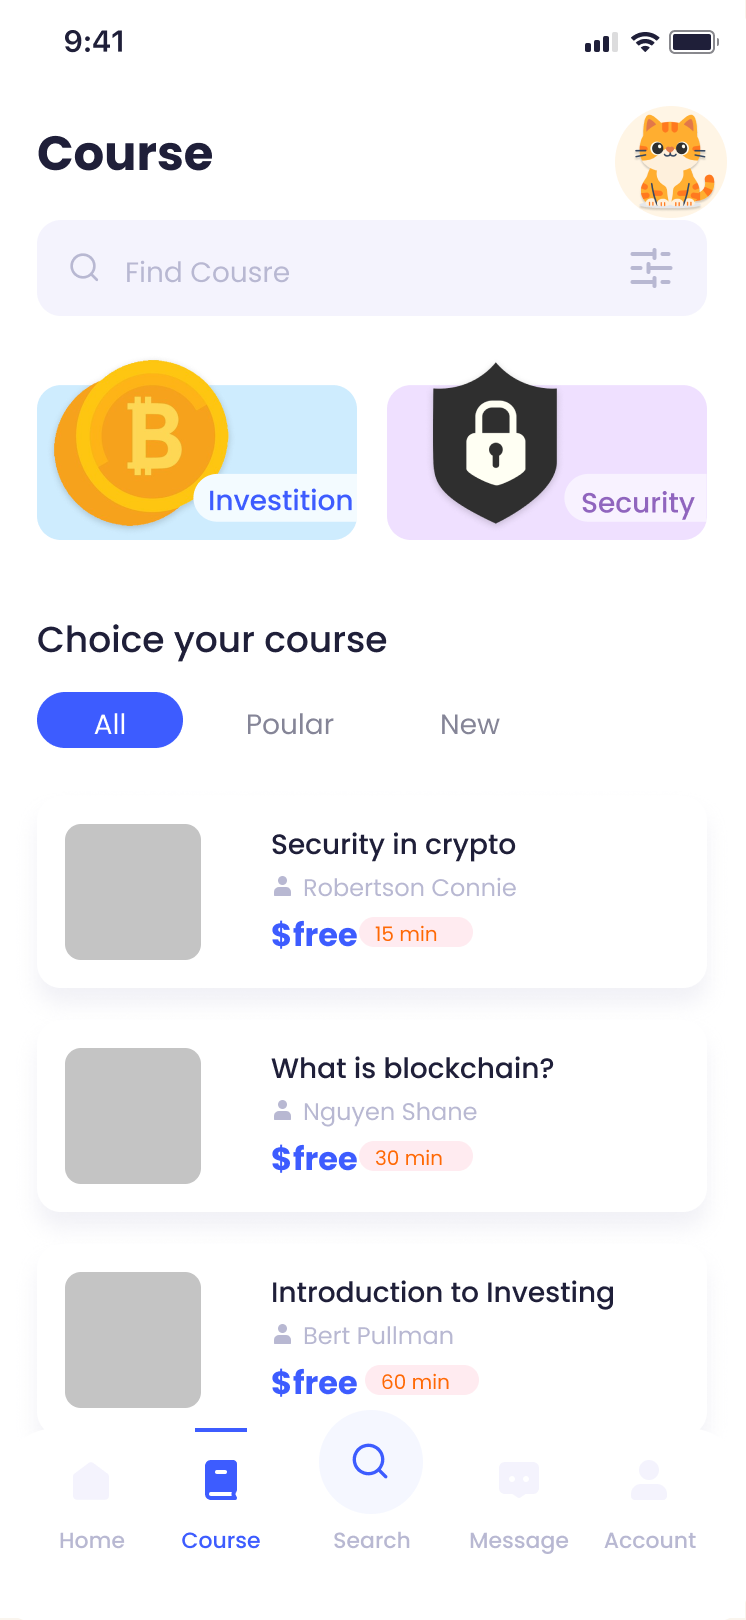 9:41
Course
Find Cousre
Investition
Security
Choice your course
All Poular New
Security in crypto
Robertson Connie
$free 15 min
What is blockchain?
Nguyen Shane
$free 30 min
Introduction to Investing
Bert Pullman
$free 60 min
Home Course Search Message Account